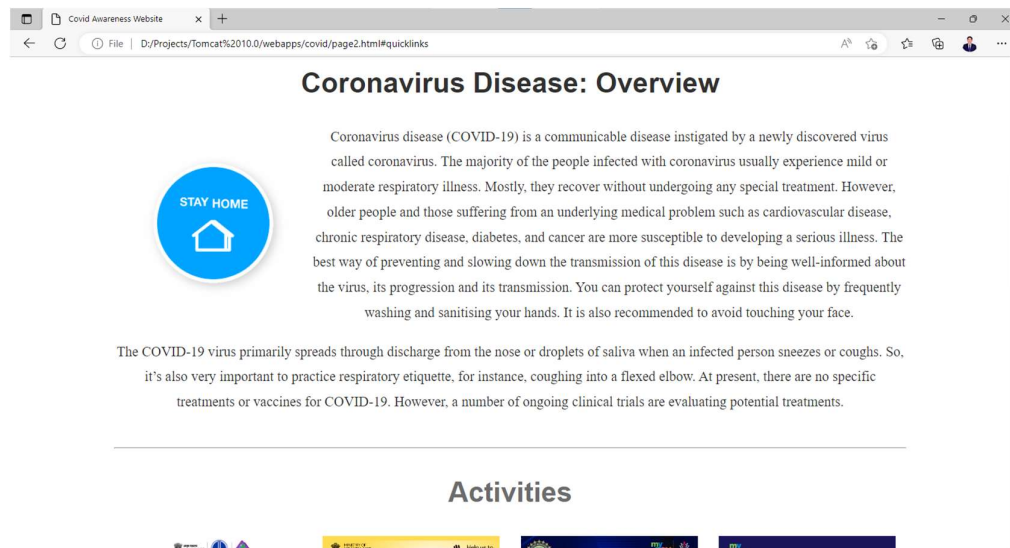 Covid Awareness Website
File
D:/Projects/Tomcat%2010.0/webapps/covid/page2.html#quicklinks
Coronavirus Disease: Overview
STAY HOME
Coronavirus disease (COVID-19) is a communicable disease instigated by a newly discovered virus
called coronavirus. The majority of the people infected with coronavirus usually experience mild or
moderate respiratory illness. Mostly, they recover without undergoing any special treatment. However,
older people and those suffering from an underlying medical problem such as cardiovascular disease,
chronic respiratory disease, diabetes, and cancer are more susceptible to developing a serious illness. The
best way of preventing and slowing down the transmission of this disease is by being well-informed about
the virus, its progression and its transmission. You can protect yourself against this disease by frequently
washing and sanitising your hands. It is also recommended to avoid touching your face.
The COVID-19 virus primarily spreads through discharge from the nose or droplets of saliva when an infected person sneezes or coughs. So,
it's also very important to practice respiratory etiquette, for instance, coughing into a flexed elbow. At present, there are no specific
treatments or vaccines for COVID-19. However, a number of ongoing clinical trials are evaluating potential treatments.
Activities
Help us to